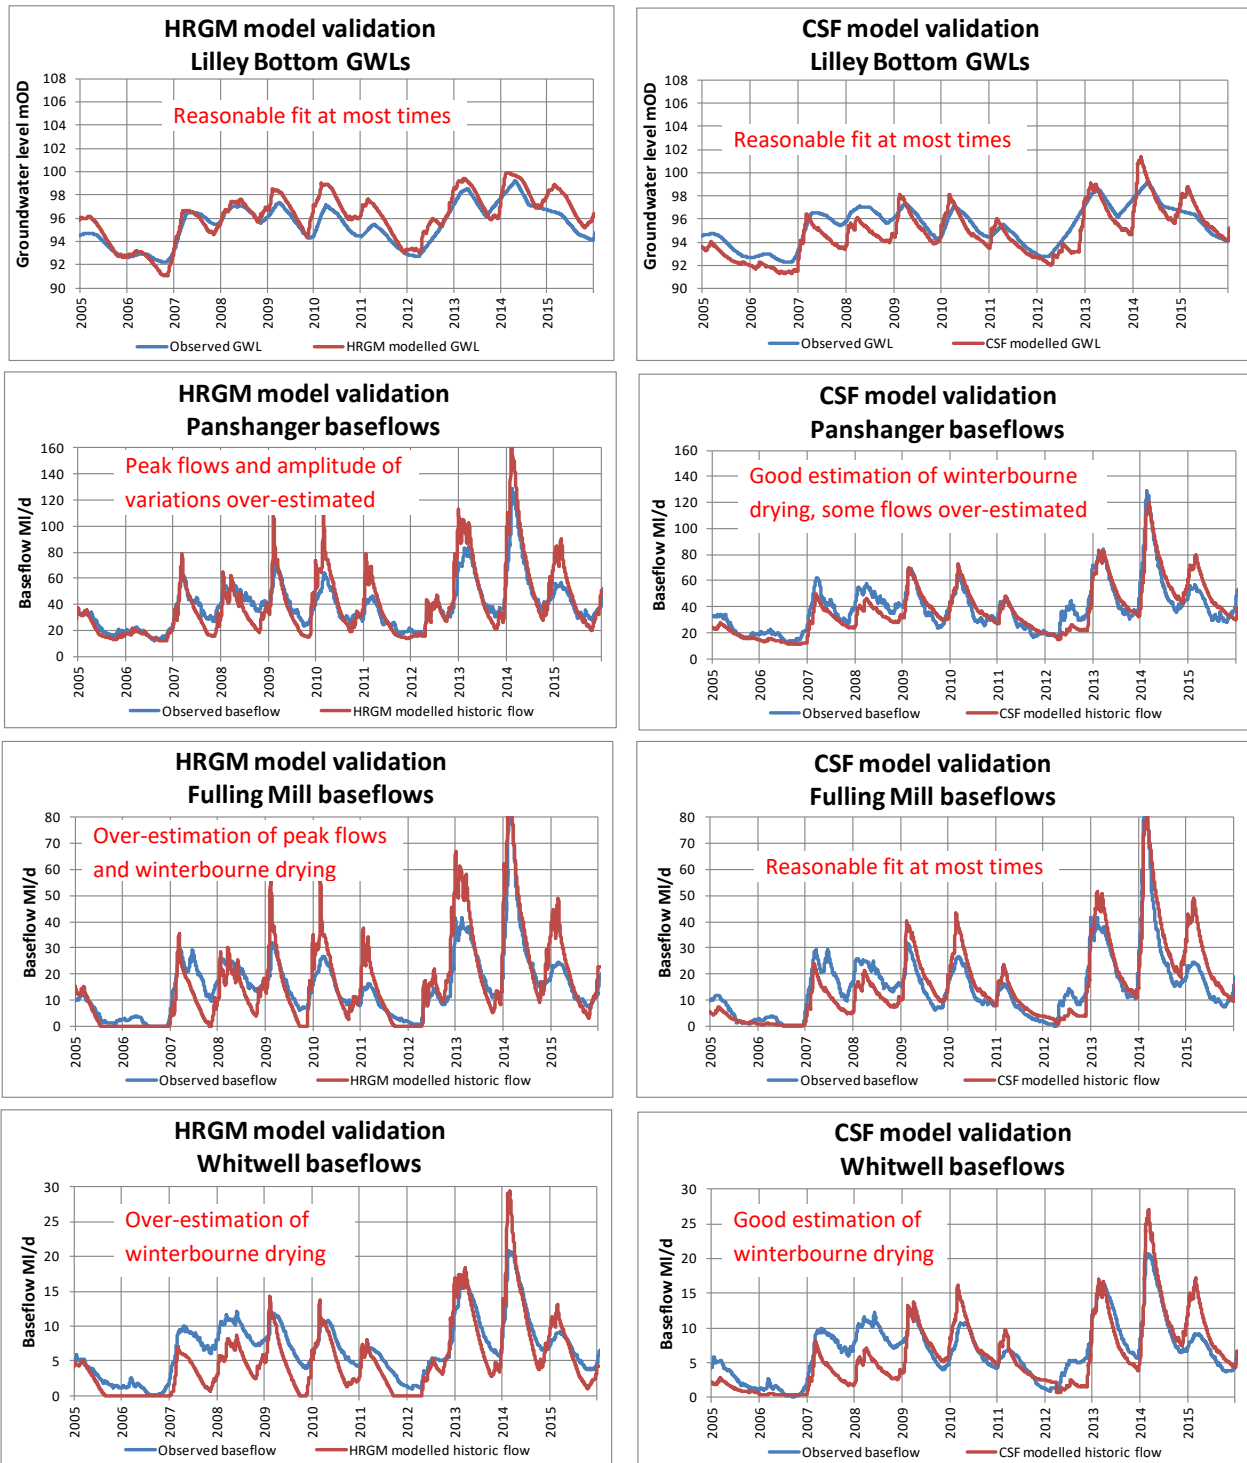 HRGM model validation
Lilley Bottom GWLs
Groundwater level mOD
108
106
104
102
100
98
96
94
92
90
Reasonable fit at most times
2005
2006
2007
2008
2009
2010
2011
2012
2013
2014
2015
Observed GWL
HRGM modelled GWL
CSF model validation
Lilley Bottom GWLs
Groundwater level mOD
108
106
104
102
100
98
96
94
92
90
Reasonable fit at most times
2005
2006
2007
2008
2009
2010
2011
2012
2013
2014
2015
Observed GWL
CSF modelled GWL
HRGM model validation
Panshanger baseflows
Baseflow Ml/d
160
140
120
100
80
60
40
20
0
Peak flows and amplitude of
variations over-estimated
2005
2006
2007
2008
2009
2010
2011
2012
2013
2014
2015
Observed baseflow
HRGM modelled historic flow
CSF model validation
Panshanger baseflows
Baseflow Ml/d
160
140
120
100
80
60
40
20
0
Good estimation of winterbourne
drying, some flows over-estimated
2005
2006
2007
2008
2009
2010
2011
2012
2013
2014
2015
Observed baseflow
CSF modelled historic flow
HRGM model validation
Fulling Mill baseflows
Baseflow Ml/d
80
70
60
50
40
30
20
10
0
Over-estimation of peak flows
and winterbourne drying
2005
2006
2007
2008
2009
2010
2011
2012
2013
2014
2015
Observed baseflow
HRGM modelled historic flow
CSF model validation
Fulling Mill baseflows
Baseflow Ml/d
80
70
60
50
40
30
20
10
0
Reasonable fit at most times
2005
2006
2007
2008
2009
2010
2011
2012
2013
2014
2015
Observed baseflow
CSF modelled historic flow
HRGM model validation
Whitwell baseflows
Baseflow Ml/d
30
25
20
15
10
5
0
Over-estimation of
winterbourne drying
2005
2006
2007
2008
2009
2010
2011
2012
2013
2014
2015
Observed baseflow
HRGM modelled historic flow
CSF model validation
Whitwell baseflows
Baseflow Ml/d
30
25
20
15
10
5
0
Good estimation of
winterbourne drying
2005
2006
2007
2008
2009
2010
2011
2012
2013
2014
2015
Observed baseflow
CSF modelled historic flow